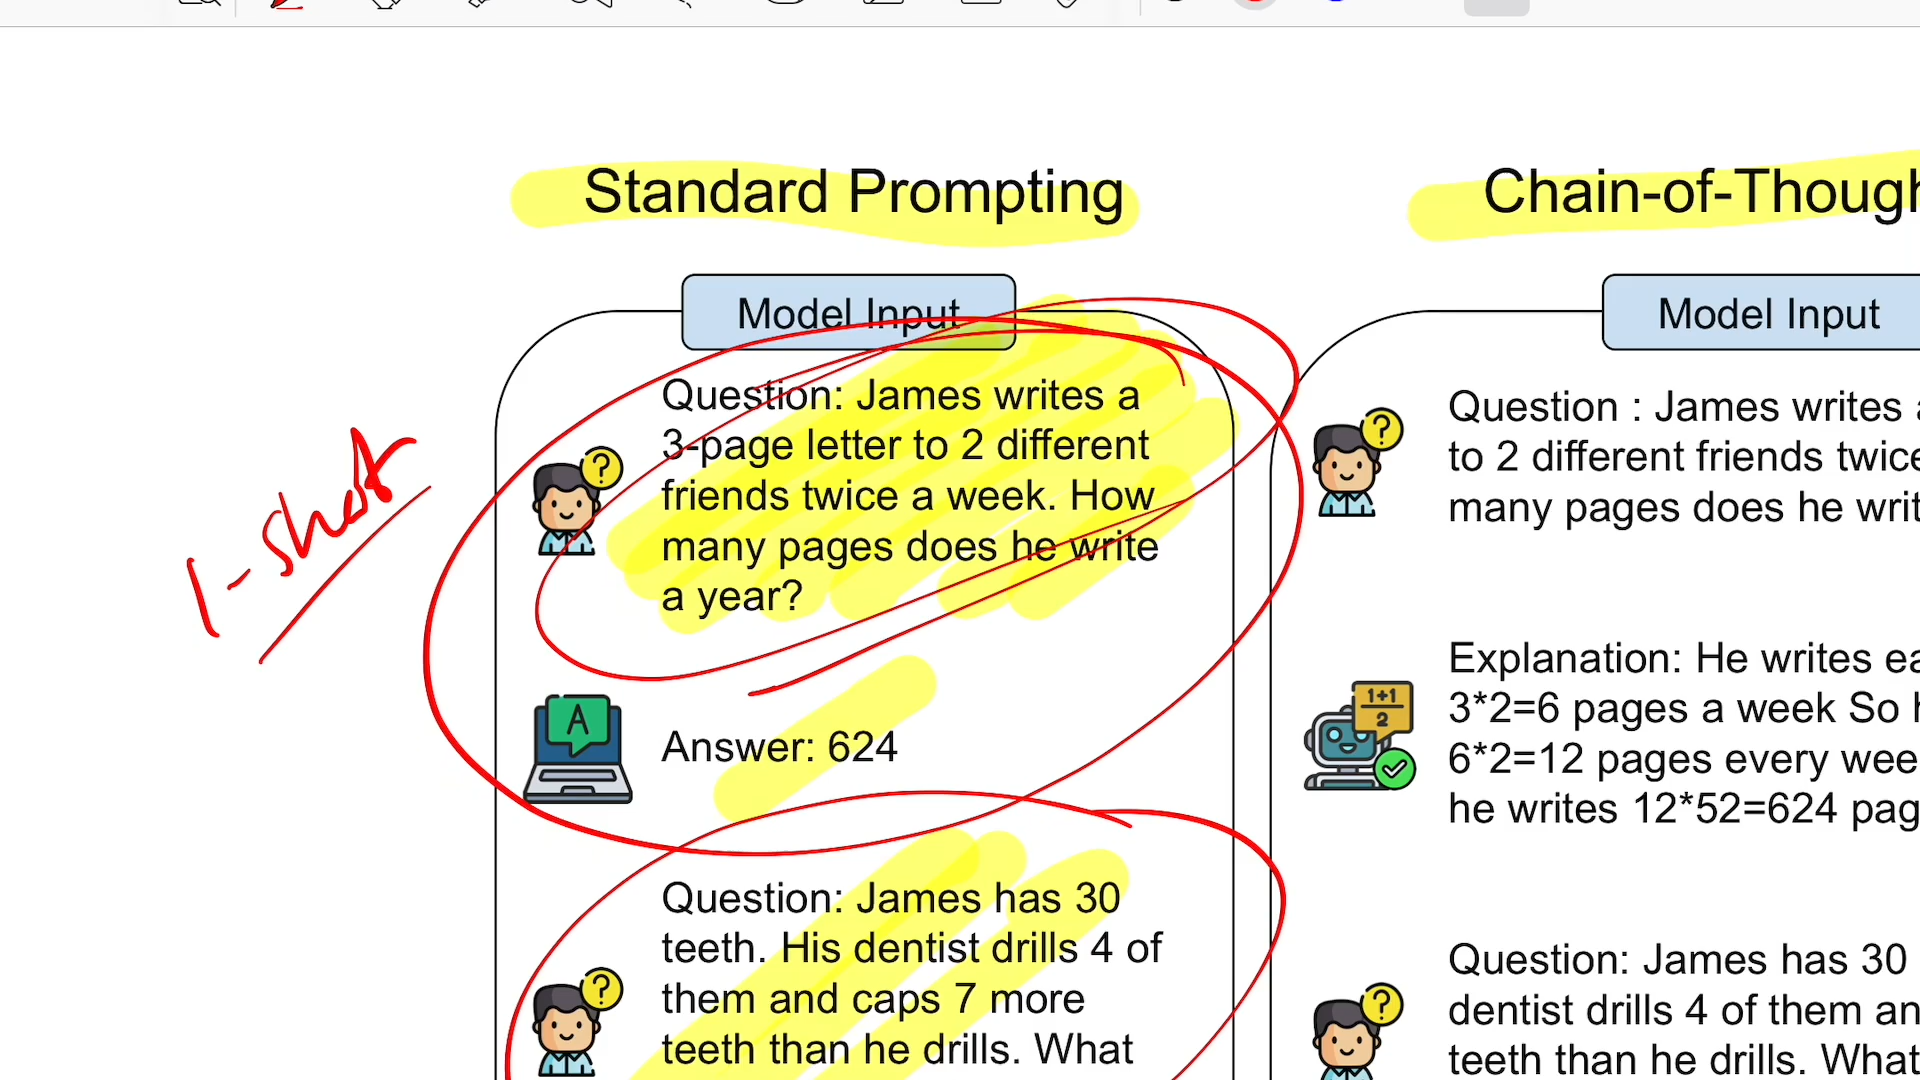 Standard Prompting
Model Input
Question: James writes a
3-page letter to 2 different
friends twice a week. How
many pages does he write
a year?
Answer: 624
Question: James has 30
teeth. His dentist drills 4 of
them and caps 7 more
teeth than he drills. What
1-shot
Chain-of-Though
Model Input
Question : James writes a
to 2 different friends twice
many pages does he writ
Explanation: He writes ea
3*2=6 pages a week So h
6*2=12 pages every wee
he writes 12*52=624 pag
Question: James has 30
dentist drills 4 of them an
teeth than he drills. What
A
?
?
?
1+1
2
?